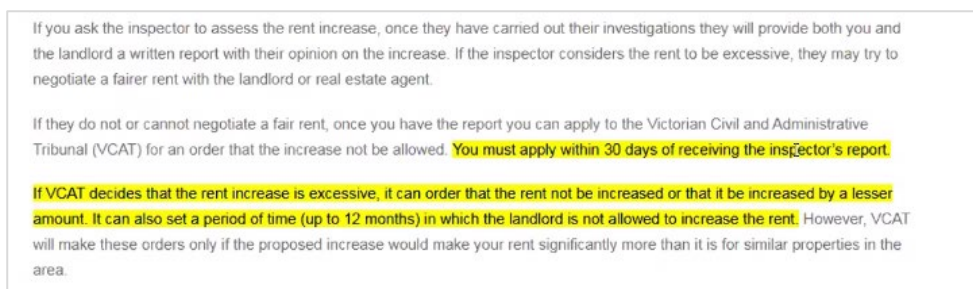 If you ask the inspector to assess the rent increase, once they have carried out their investigations they will provide both you and
the landlord a written report with their opinion on the increase. If the inspector considers the rent to be excessive, they may try to
negotiate a fairer rent with the landlord or real estate agent.
If they do not or cannot negotiate a fair rent, once you have the report you can apply to the Victorian Civil and Administrative
Tribunal (VCAT) for an order that the increase not be allowed. You must apply within 30 days of receiving the inspector's report.
If VCAT decides that the rent increase is excessive, it can order that the rent not be increased or that it be increased by a lesser
amount. It can also set a period of time (up to 12 months) in which the landlord is not allowed to increase the rent. However, VCAT
will make these orders only if the proposed increase would make your rent significantly more than it is for similar properties in the
area.